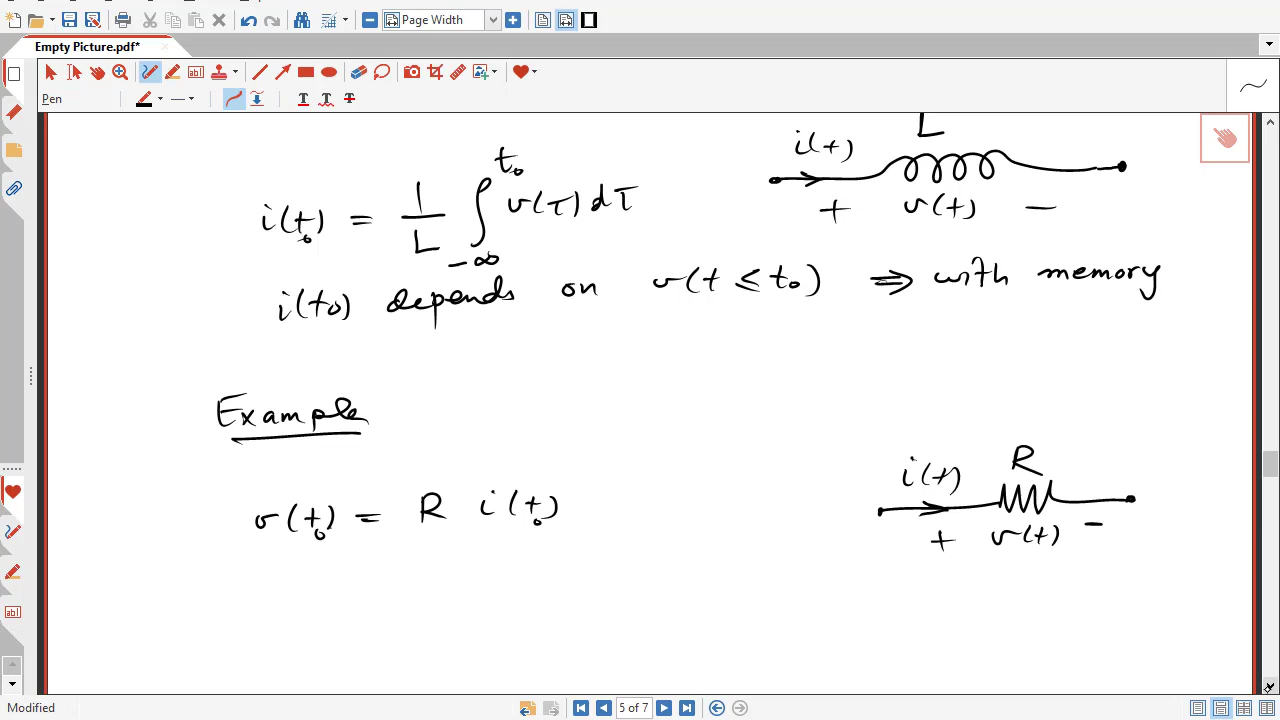 Page Width
Empty Picture.pdf*
Pen
L
i(t)
i(t₀) = 1/L ∫_{-∞}^{t₀} v(τ) dτ
+ v(t) −
i(t₀) depends on v(t ≤ t₀) ⇒ with memory
Example
R
i(t)
v(t₀) = R i(t₀)
+ v(t) −
Modified
5 of 7